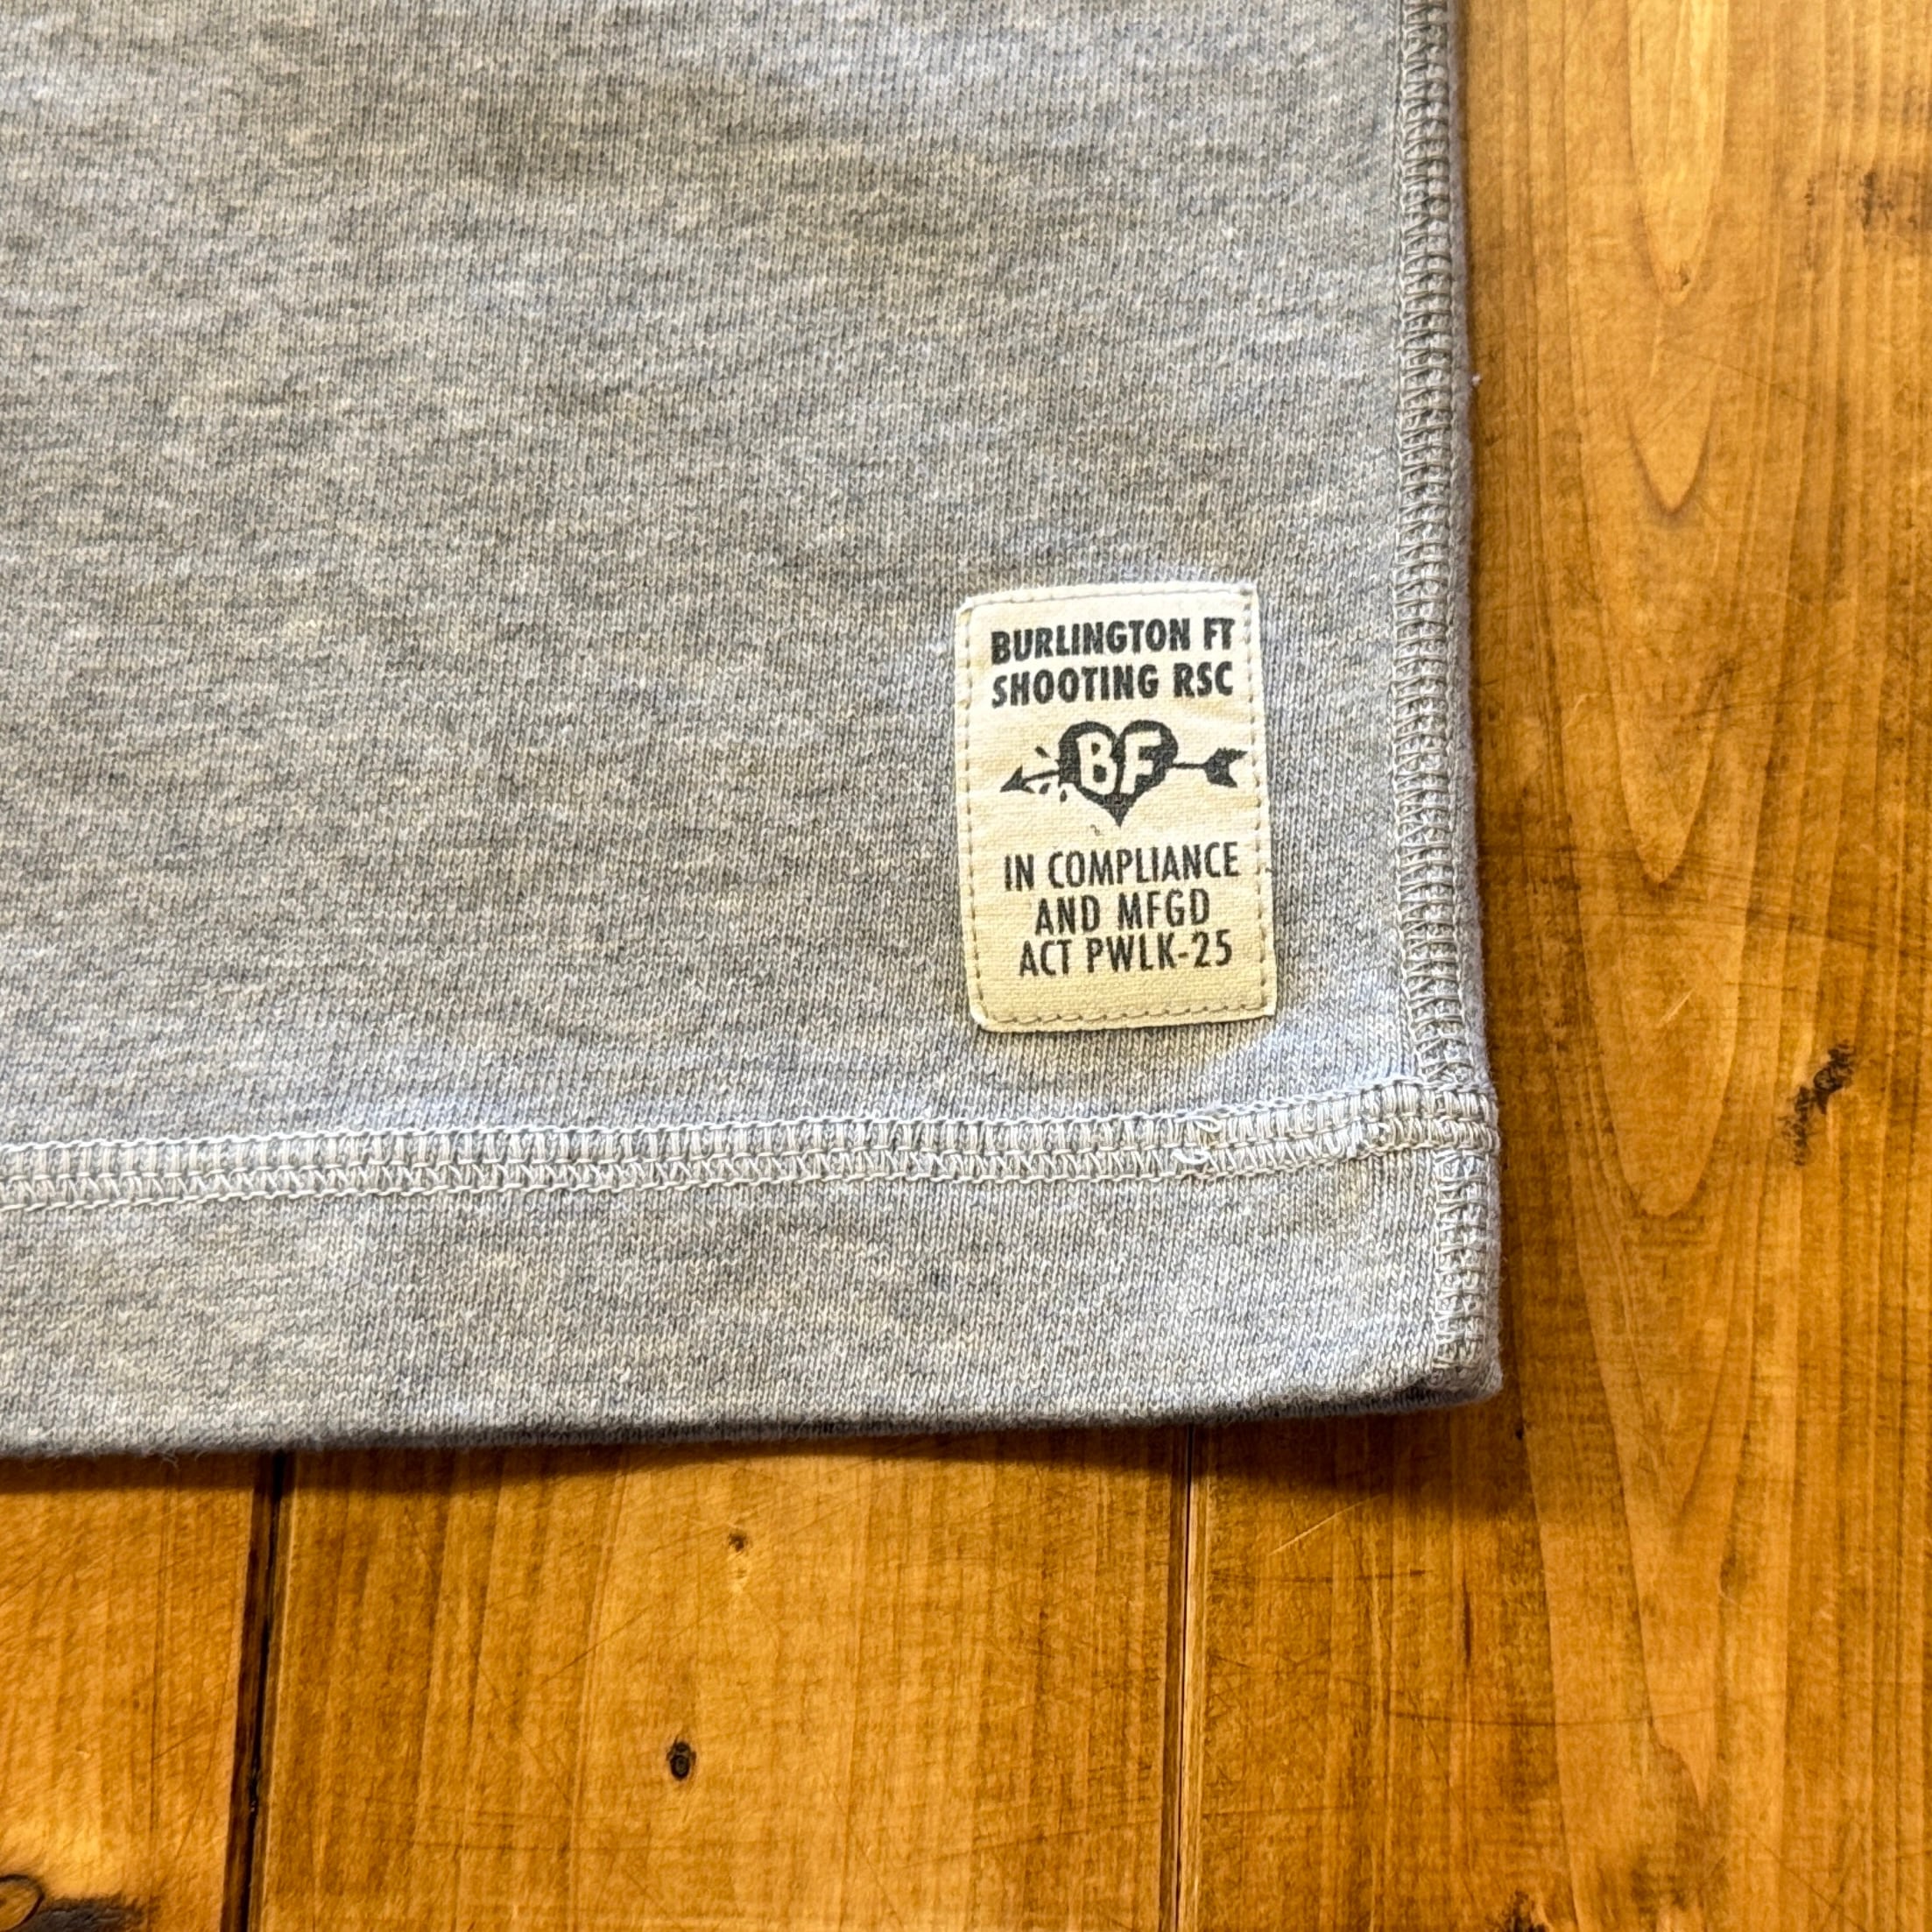 BURLINGTON FT
SHOOTING RSC
BF
IN COMPLIANCE
AND MFGD
ACT PWLK-25